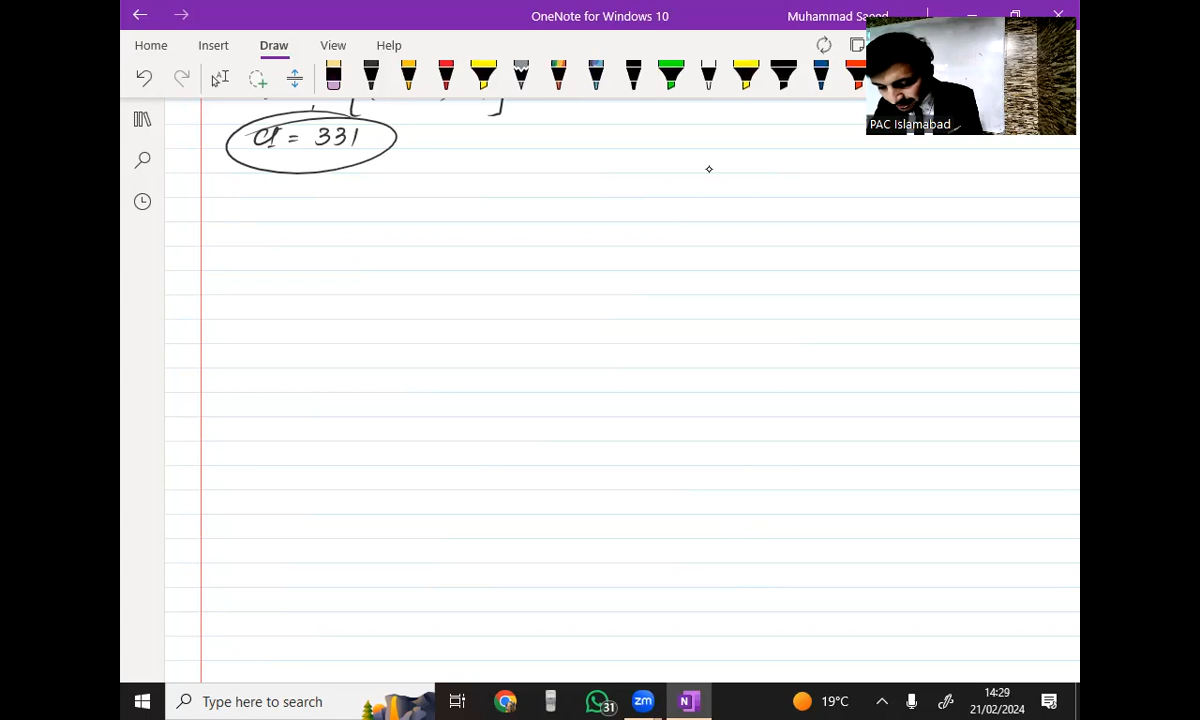 OneNote for Windows 10
Muhammad Saeed
Home Insert Draw View Help
PAC Islamabad
a = 331
Type here to search
31
zm
N
19°C
14:29
21/02/2024